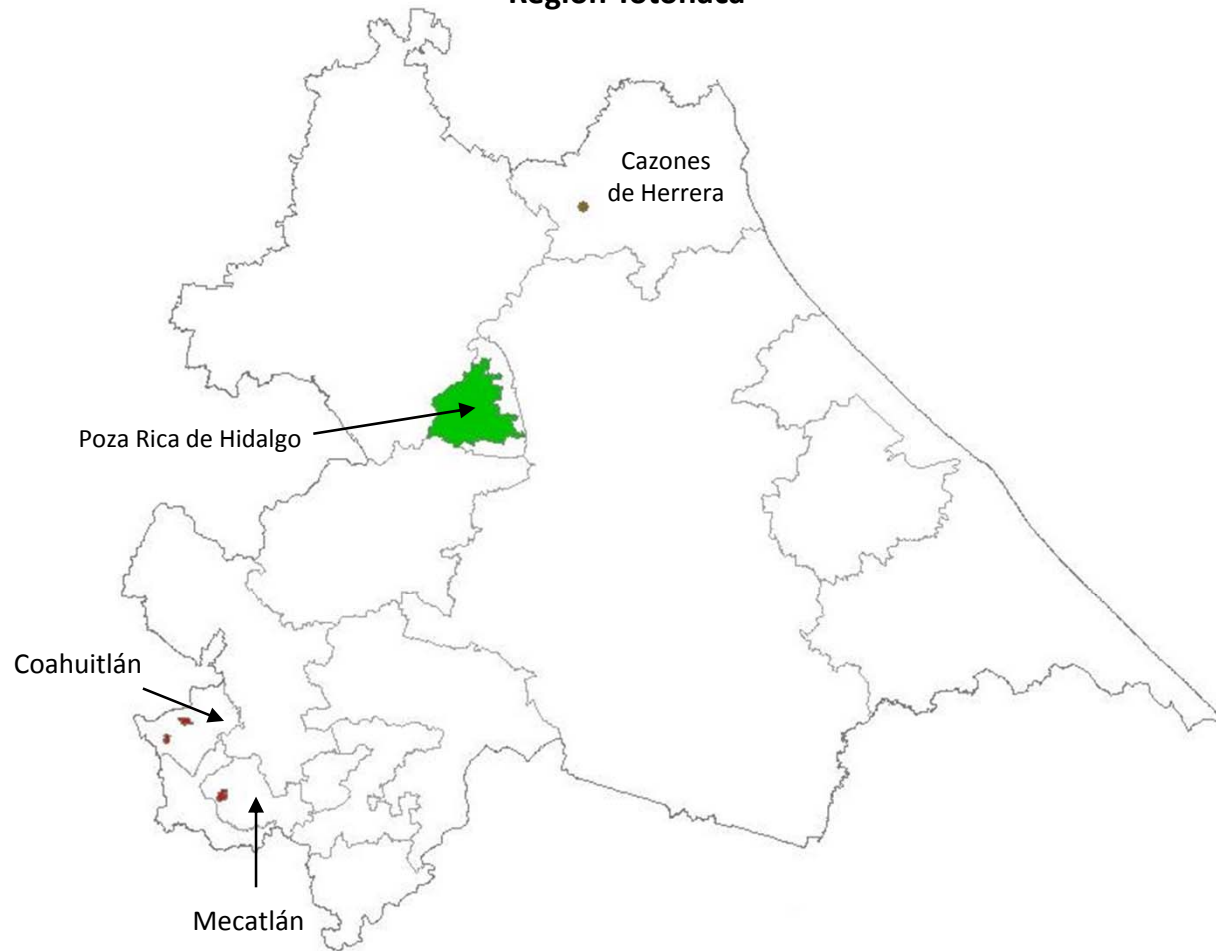 Región Totonaca
Cazones
de Herrera
Poza Rica de Hidalgo
Coahuitlán
Mecatlán